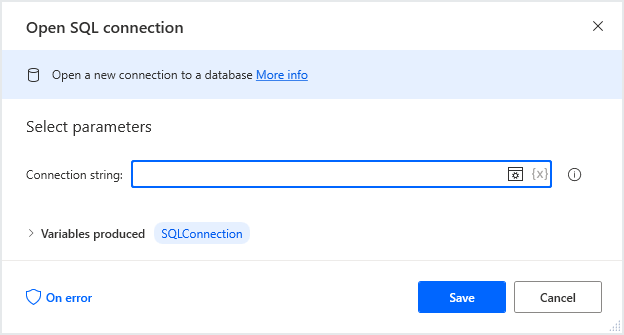 Open SQL connection
Open a new connection to a database More info
Select parameters
Connection string: {x}
Variables produced SQLConnection
On error Save Cancel